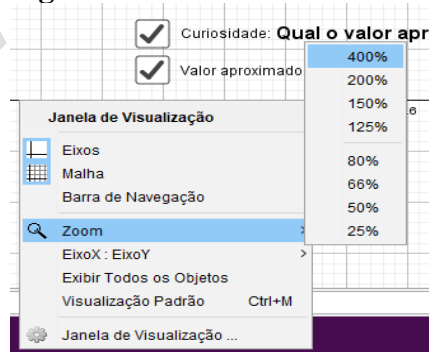 Curiosidade: Qual o valor apr
Valor aproximado
400%
200%
150%
125%
80%
66%
50%
25%
6
Janela de Visualização
Eixos
Malha
Barra de Navegação
Zoom
EixoX : EixoY
Exibir Todos os Objetos
Visualização Padrão Ctrl+M
Janela de Visualização ...